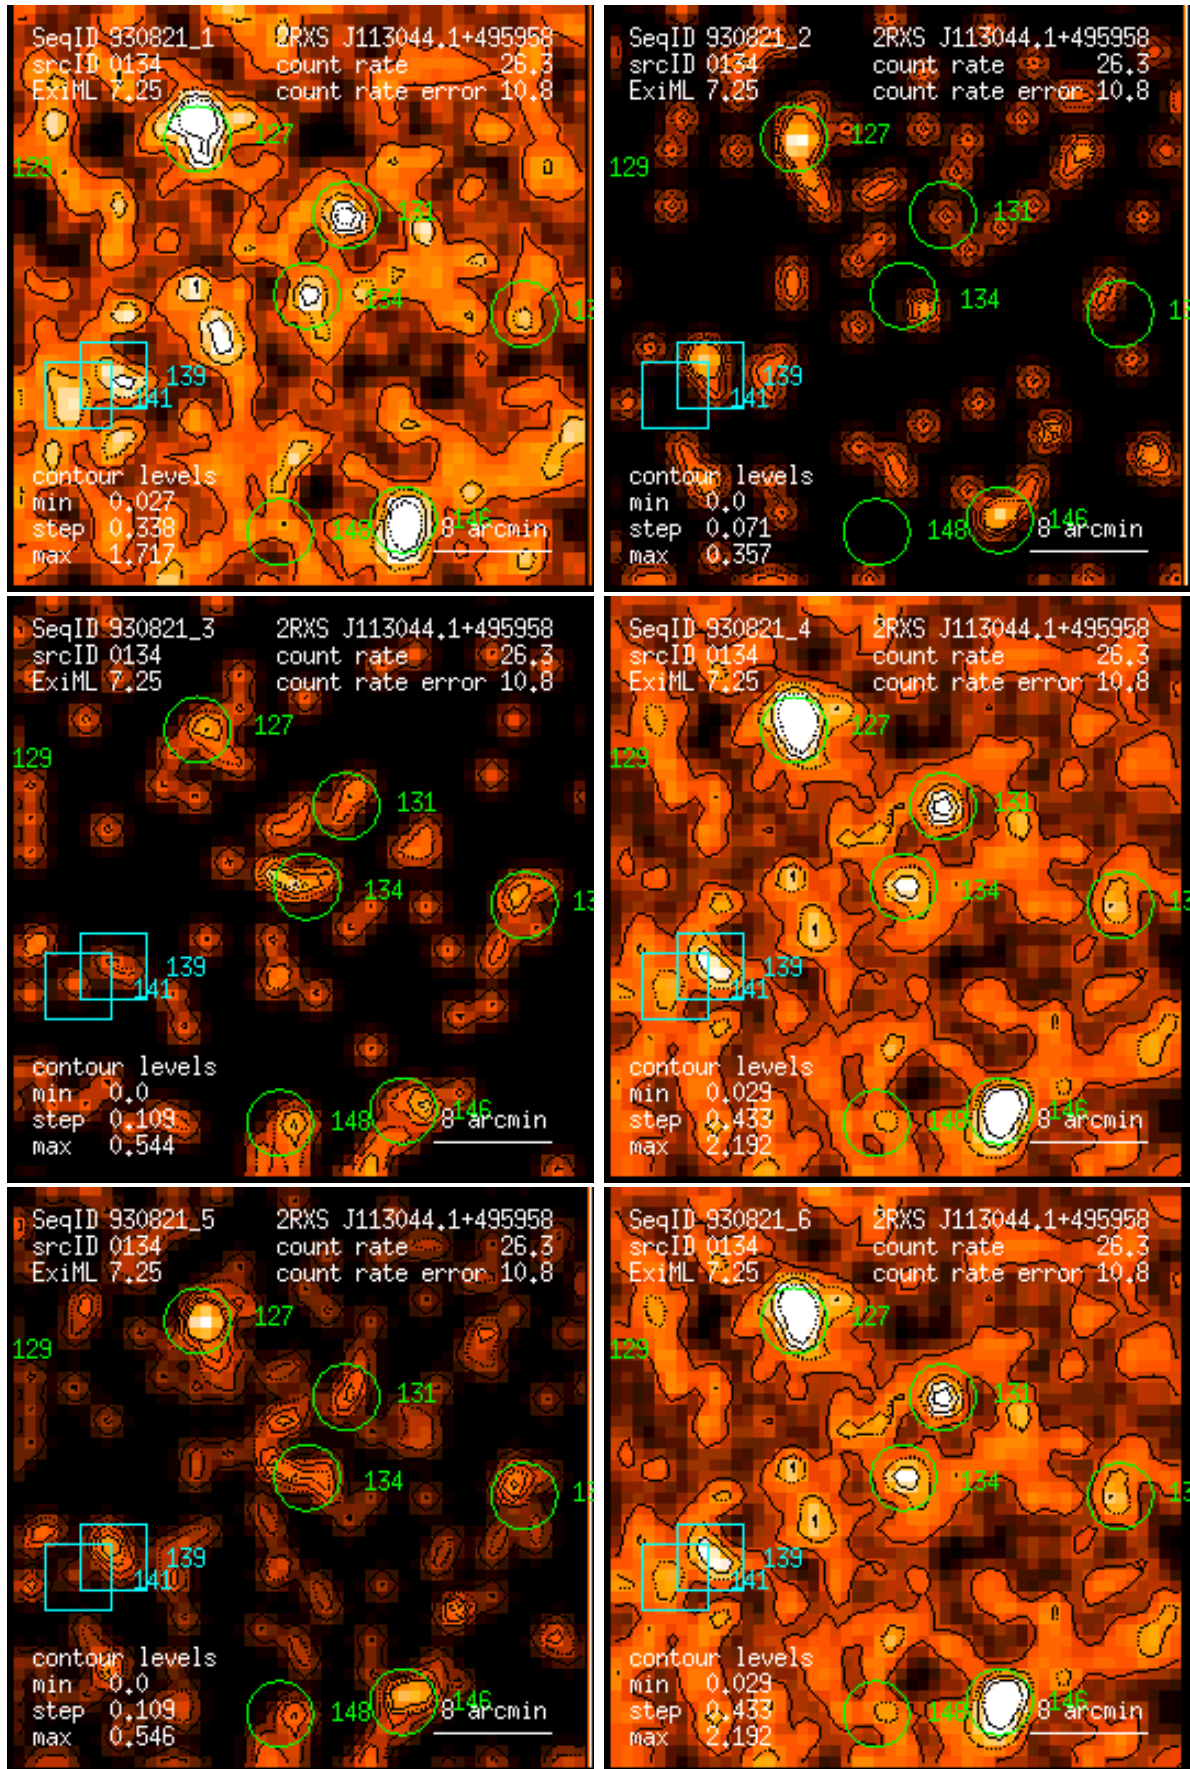 SeqID 930821_1 2RXS J113044.1+495958
srcID 0134 count rate 26.3
ExiML 7.25 count rate error 10.8
127
129
131
134
13
139
141
contour levels
min 0.027
step 0.338 148 146 8 arcmin
max 1.717
SeqID 930821_2 2RXS J113044.1+495958
srcID 0134 count rate 26.3
ExiML 7.25 count rate error 10.8
127
129
131
134
13
139
141
contour levels
min 0.0
step 0.071 148 146 8 arcmin
max 0.357
SeqID 930821_3 2RXS J113044.1+495958
srcID 0134 count rate 26.3
ExiML 7.25 count rate error 10.8
127
129
131
134
13
139
141
contour levels
min 0.0
step 0.109 148 146 8 arcmin
max 0.544
SeqID 930821_4 2RXS J113044.1+495958
srcID 0134 count rate 26.3
ExiML 7.25 count rate error 10.8
127
129
131
134
13
139
141
contour levels
min 0.029
step 0.433 148 146 8 arcmin
max 2.192
SeqID 930821_5 2RXS J113044.1+495958
srcID 0134 count rate 26.3
ExiML 7.25 count rate error 10.8
127
129
131
134
13
139
141
contour levels
min 0.0
step 0.109 148 146 8 arcmin
max 0.546
SeqID 930821_6 2RXS J113044.1+495958
srcID 0134 count rate 26.3
ExiML 7.25 count rate error 10.8
127
129
131
134
13
139
141
contour levels
min 0.029
step 0.433 148 146 8 arcmin
max 2.192